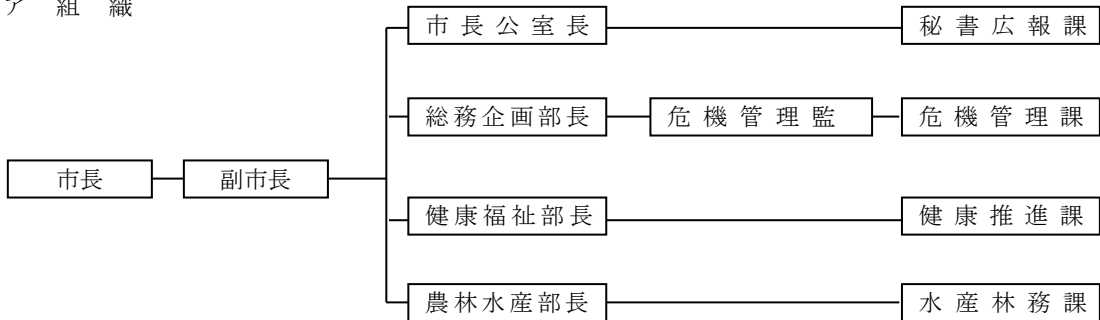 ア 組 織
市長公室長 秘書広報課
総務企画部長 危機管理監 危機管理課
市長 副市長
健康福祉部長 健康推進課
農林水産部長 水産林務課